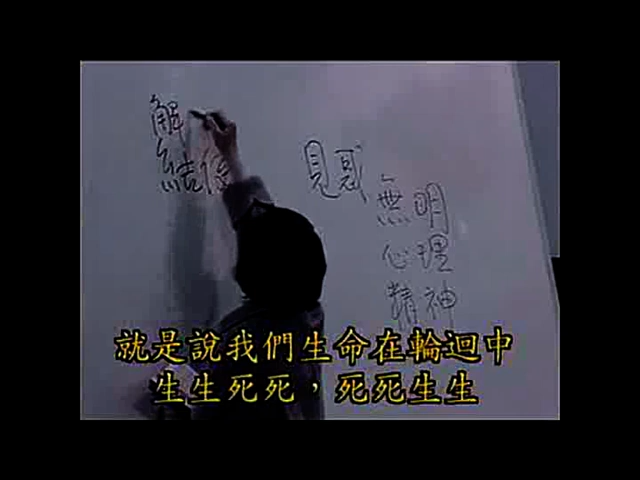 解
結使
見惑
無明
心理
精神
就是說我們生命在輪迴中
生生死死，死死生生